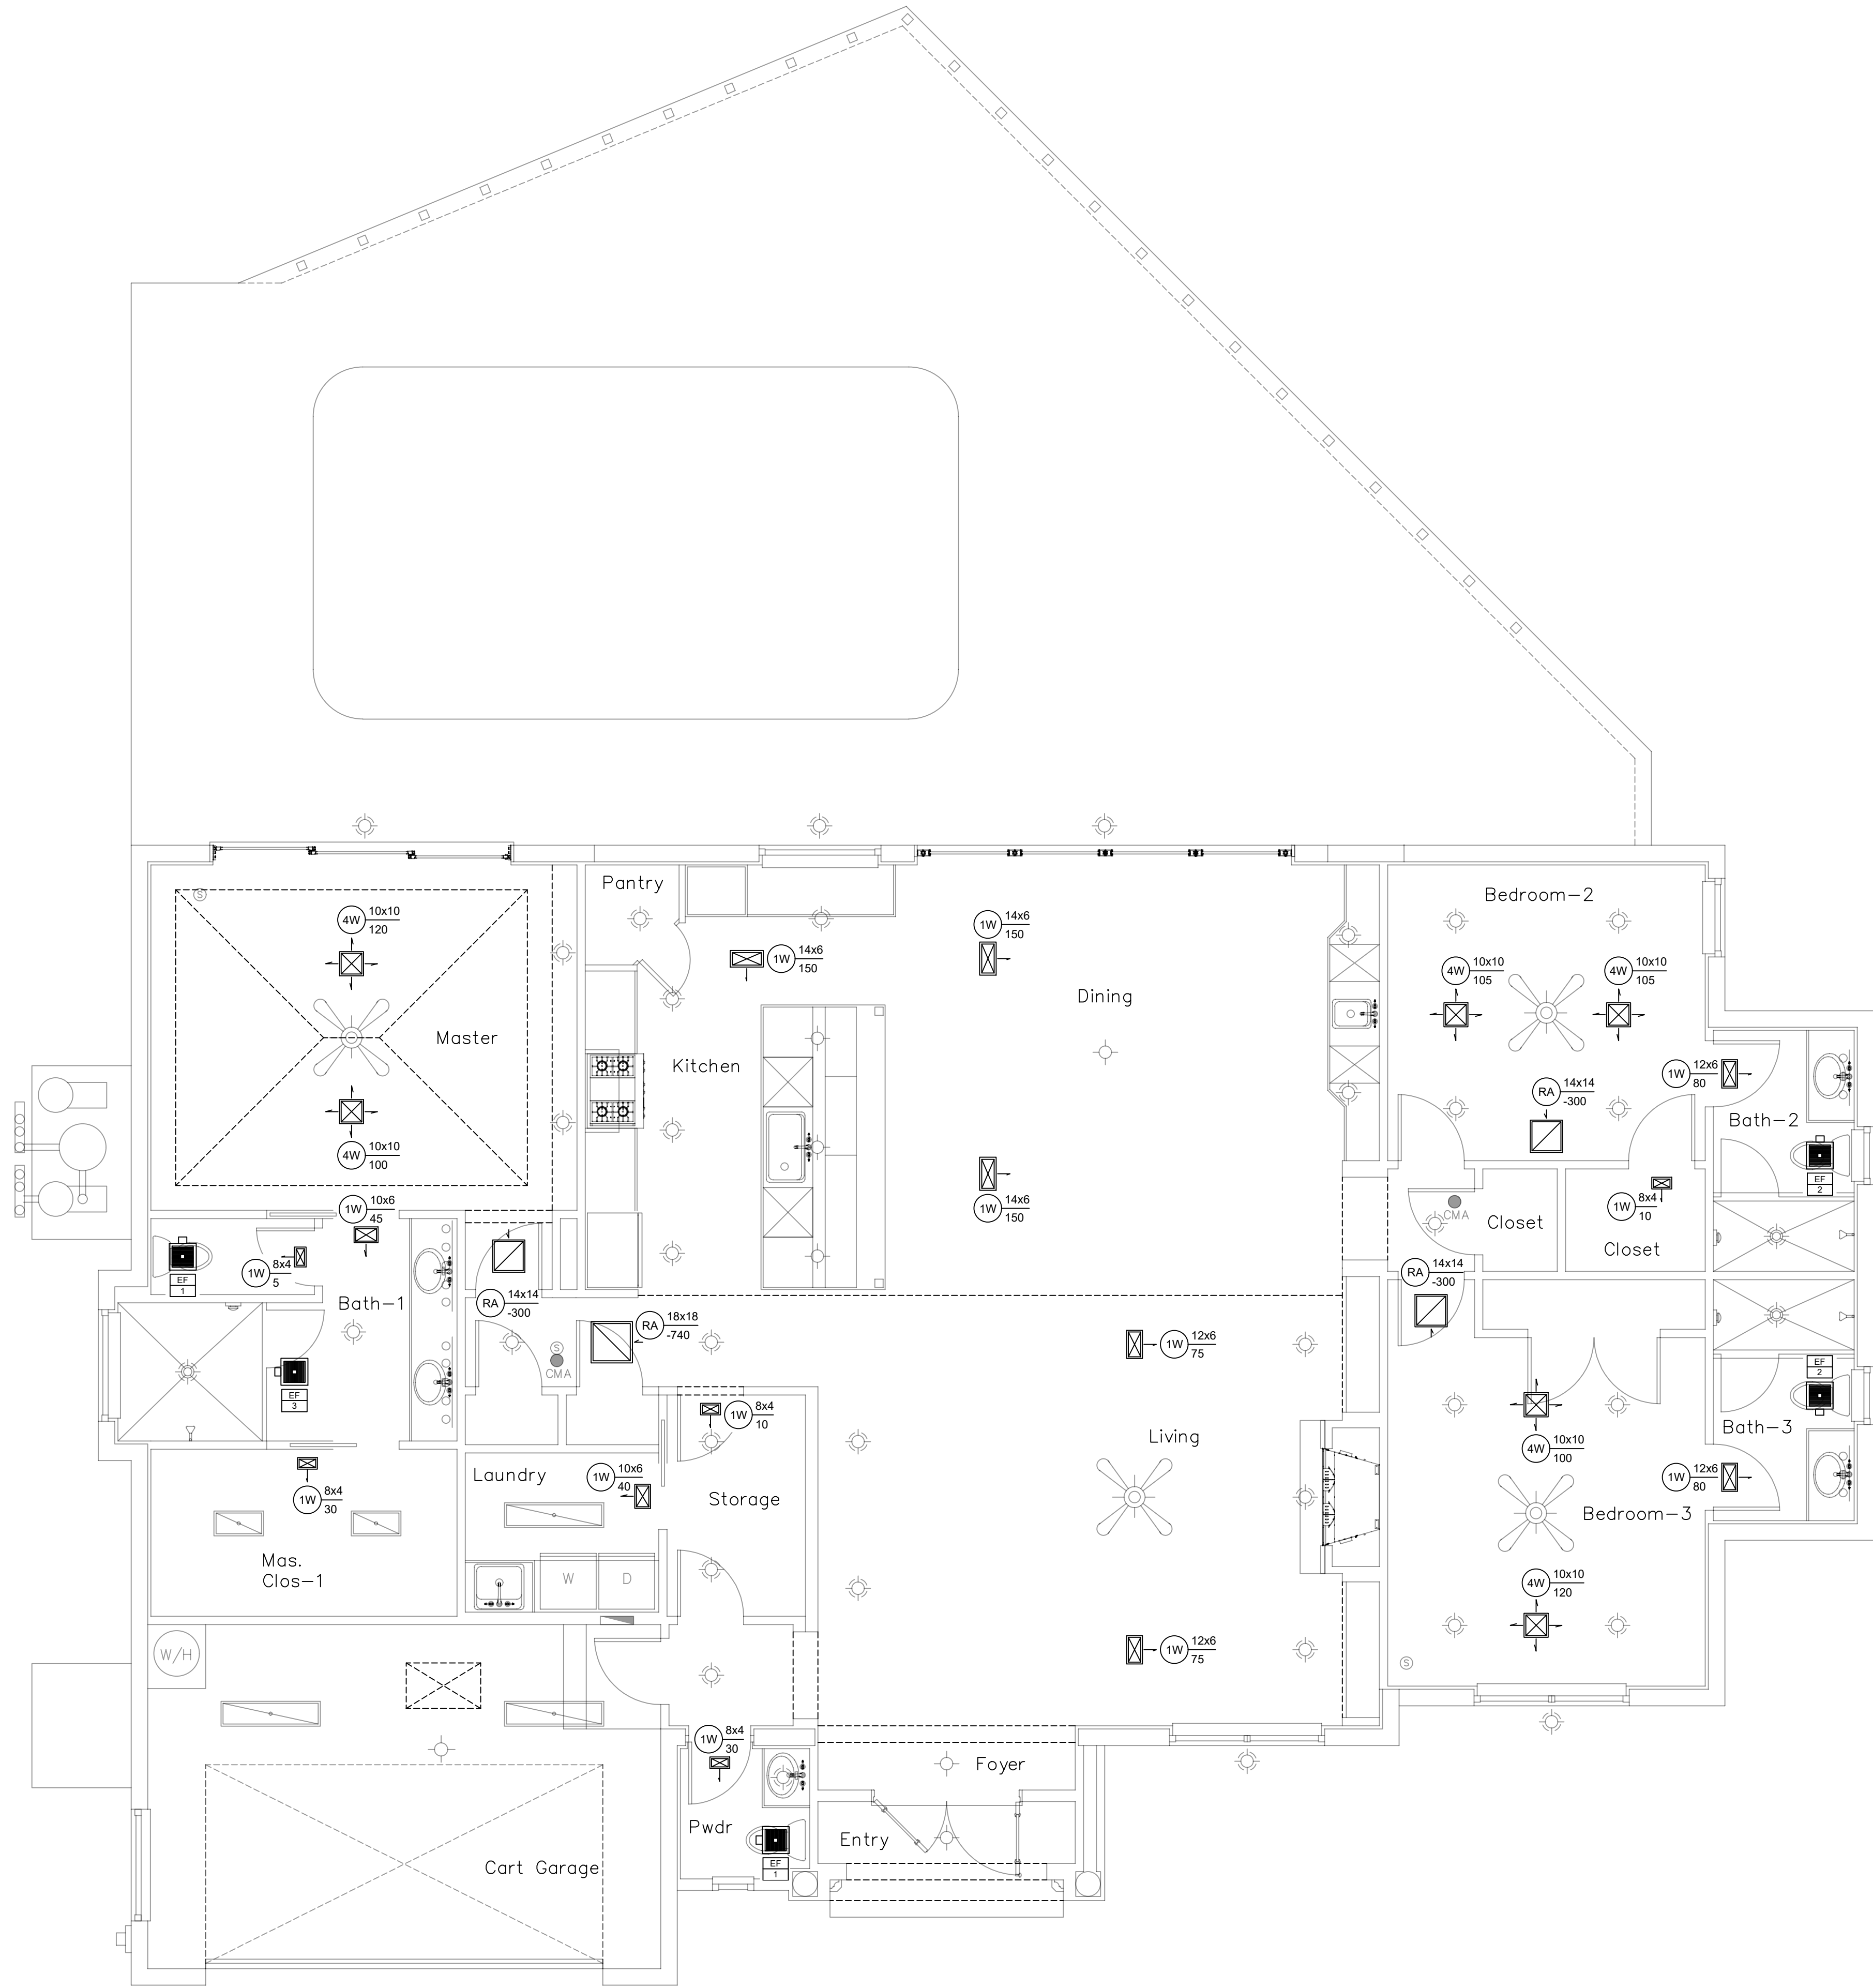 Pantry
Bedroom-2
S
4W 10x10
120
1W 14x6
150
1W 14x6
150
4W 10x10
105
4W 10x10
105
Dining
Master
Kitchen
1W 12x6
80
RA 14x14
-300
Bath-2
EF
2
4W 10x10
100
1W 10x6
45
1W 14x6
150
1W 8x4
10
CMA
Closet
Closet
1W 8x4
5
EF
1
Bath-1
RA 14x14
-300
RA 14x14
-300
RA 18x18
-740
1W 12x6
75
S
CMA
EF
3
EF
2
1W 8x4
10
Living
Bath-3
4W 10x10
100
Laundry
1W 10x6
40
1W 12x6
80
1W 8x4
30
Storage
Bedroom-3
Mas.
Clos-1
W
D
4W 10x10
120
W/H
1W 12x6
75
S
1W 8x4
30
Foyer
Pwdr
Entry
EF
1
Cart Garage